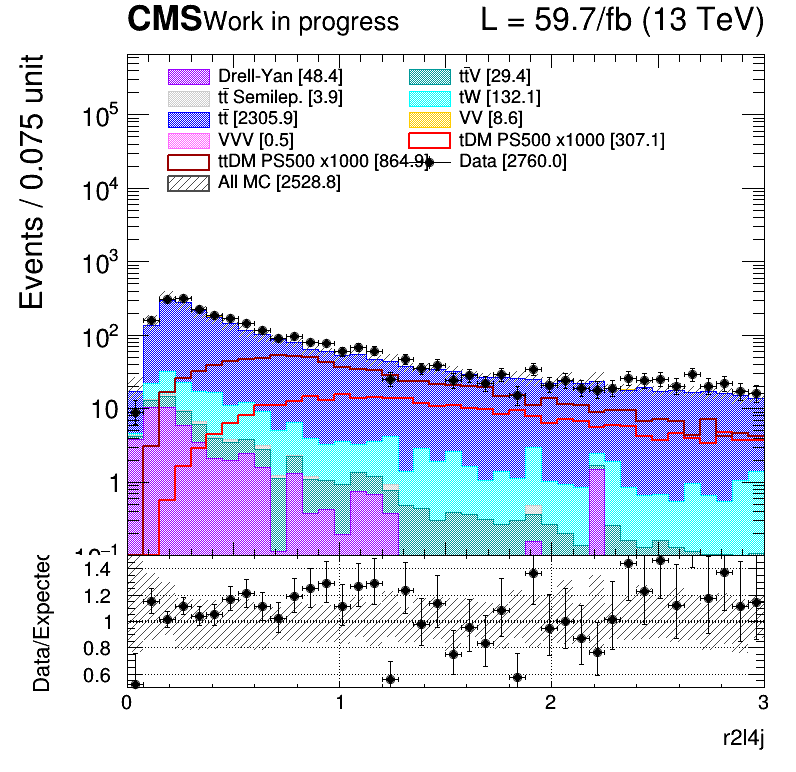 CMS Work in progress L = 59.7/fb (13 TeV)
Drell-Yan [48.4] tt̄V [29.4]
tt̄ Semilep. [3.9] tW [132.1]
tt̄ [2305.9] VV [8.6]
VVV [0.5] tDM PS500 x1000 [307.1]
ttDM PS500 x1000 [864.9] Data [2760.0]
All MC [2528.8]
Events / 0.075 unit
10⁵
10⁴
10³
10²
10
1
10⁻¹
Data/Expected
1.4
1.2
1
0.8
0.6
0 1 2 3
r2l4j